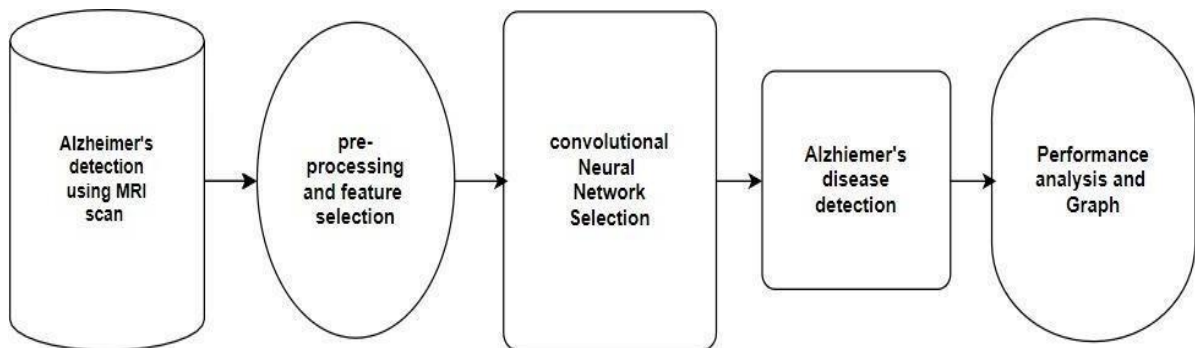 Alzheimer's
detection
using MRI
scan
pre-
processing
and feature
selection
convolutional
Neural
Network
Selection
Alzhiemer's
disease
detection
Performance
analysis and
Graph